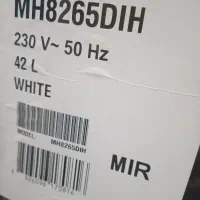 MH8265DIH
230 V~ 50 Hz
42 L
WHITE
MODEL. MH8265DIH
MIR